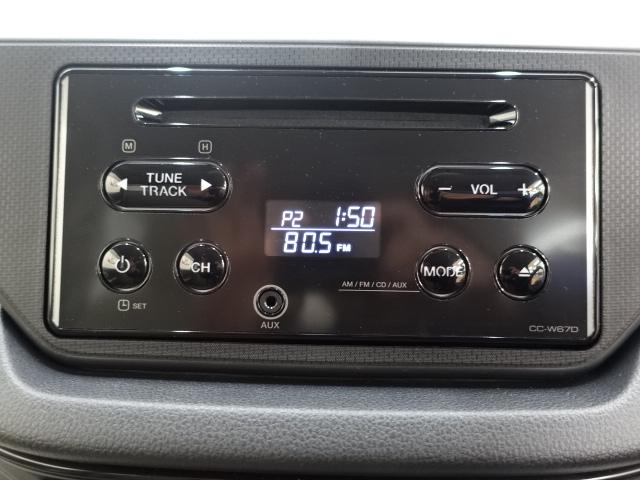 M H
TUNE
TRACK
- VOL +
P2 1:50
80.5 FM
CH
MODE
AM / FM / CD / AUX
SET
AUX
CC-W67D